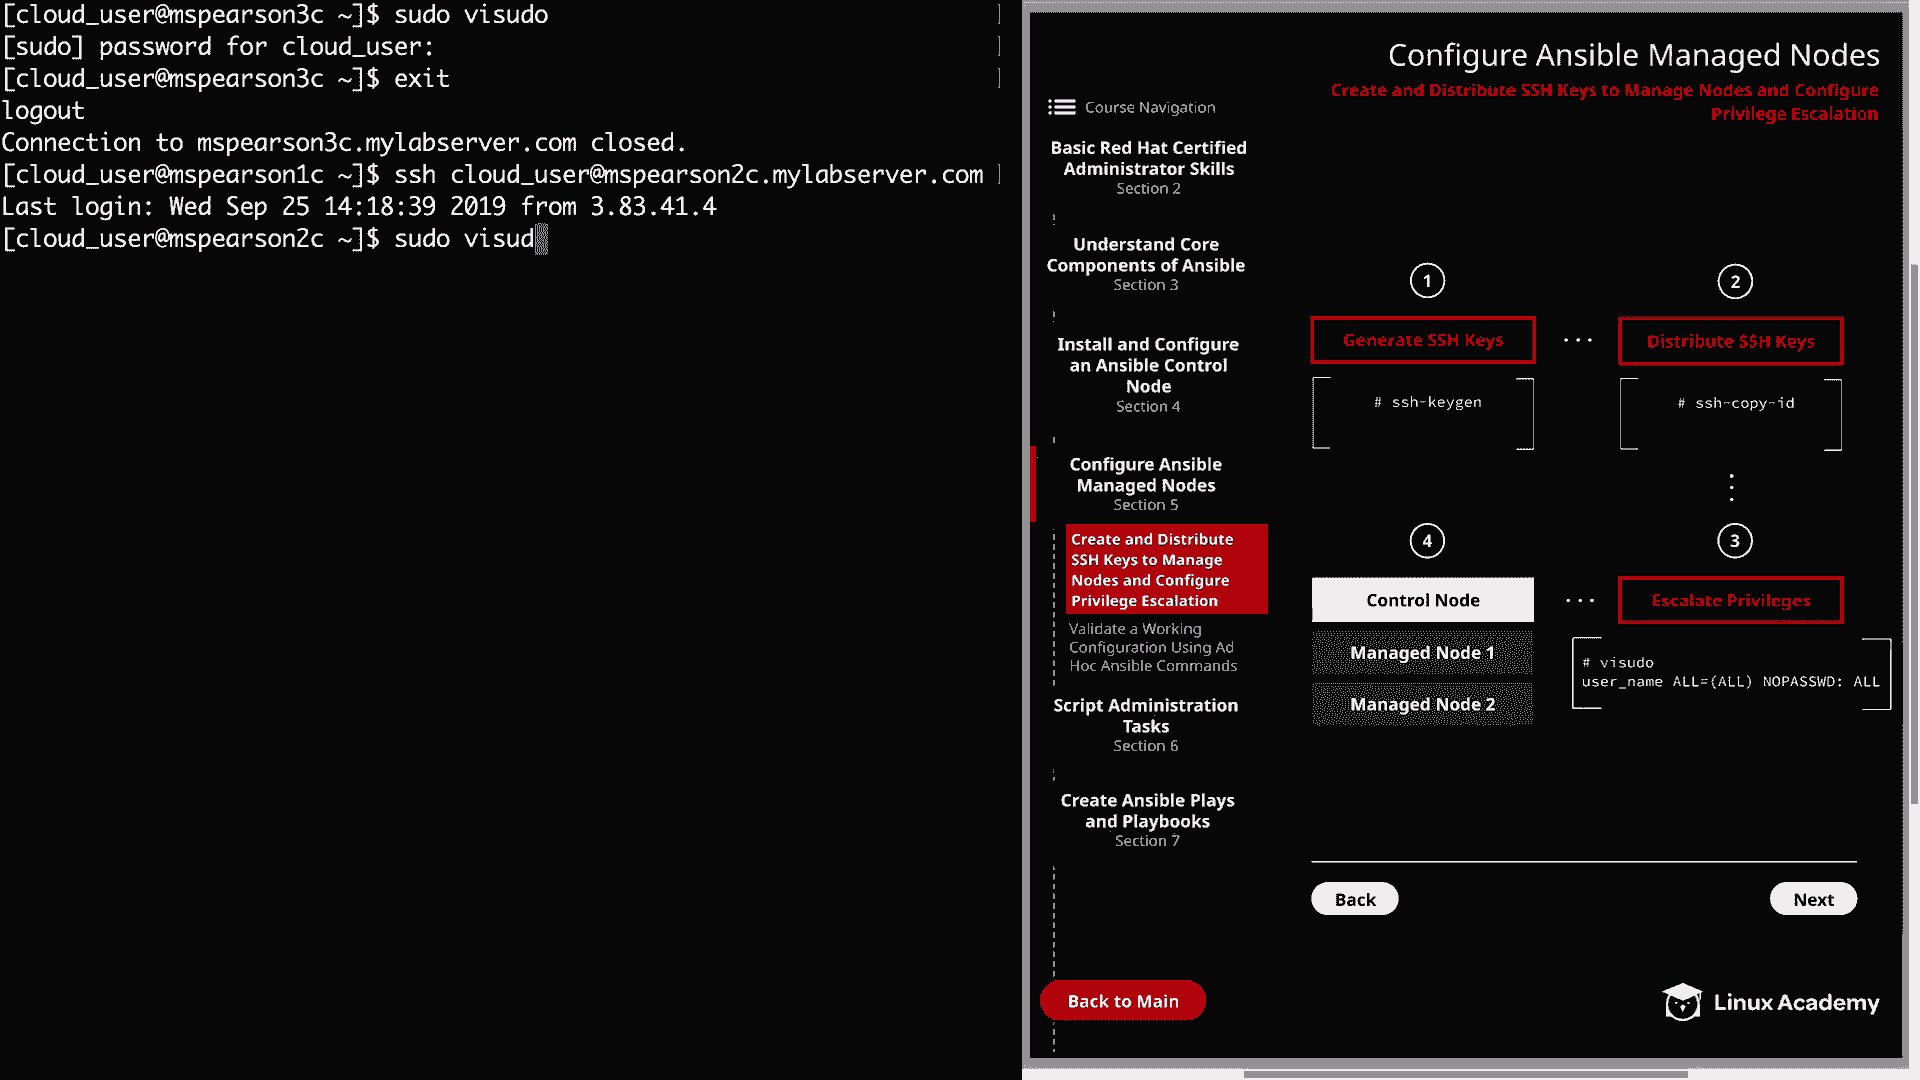 [cloud_user@mspearson3c ~]$ sudo visudo
[sudo] password for cloud_user:
[cloud_user@mspearson3c ~]$ exit
logout
Connection to mspearson3c.mylabserver.com closed.
[cloud_user@mspearson1c ~]$ ssh cloud_user@mspearson2c.mylabserver.com
Last login: Wed Sep 25 14:18:39 2019 from 3.83.41.4
[cloud_user@mspearson2c ~]$ sudo visud
Configure Ansible Managed Nodes
Create and Distribute SSH Keys to Manage Nodes and Configure
Privilege Escalation
Course Navigation
Basic Red Hat Certified
Administrator Skills
Section 2
Understand Core
Components of Ansible
Section 3
Install and Configure
an Ansible Control
Node
Section 4
Configure Ansible
Managed Nodes
Section 5
Create and Distribute
SSH Keys to Manage
Nodes and Configure
Privilege Escalation
Validate a Working
Configuration Using Ad
Hoc Ansible Commands
Script Administration
Tasks
Section 6
Create Ansible Plays
and Playbooks
Section 7
Back to Main
1
Generate SSH Keys
# ssh-keygen
2
Distribute SSH Keys
# ssh-copy-id
3
Escalate Privileges
# visudo
user_name ALL=(ALL) NOPASSWD: ALL
4
Control Node
Managed Node 1
Managed Node 2
Back
Next
Linux Academy